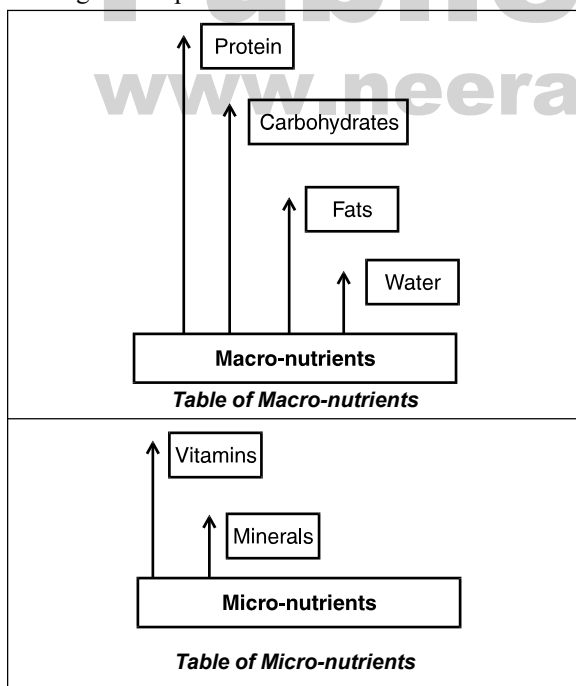 Protein
www.neera
Carbohydrates
Fats
Water
Macro-nutrients
Table of Macro-nutrients
Vitamins
Minerals
Micro-nutrients
Table of Micro-nutrients